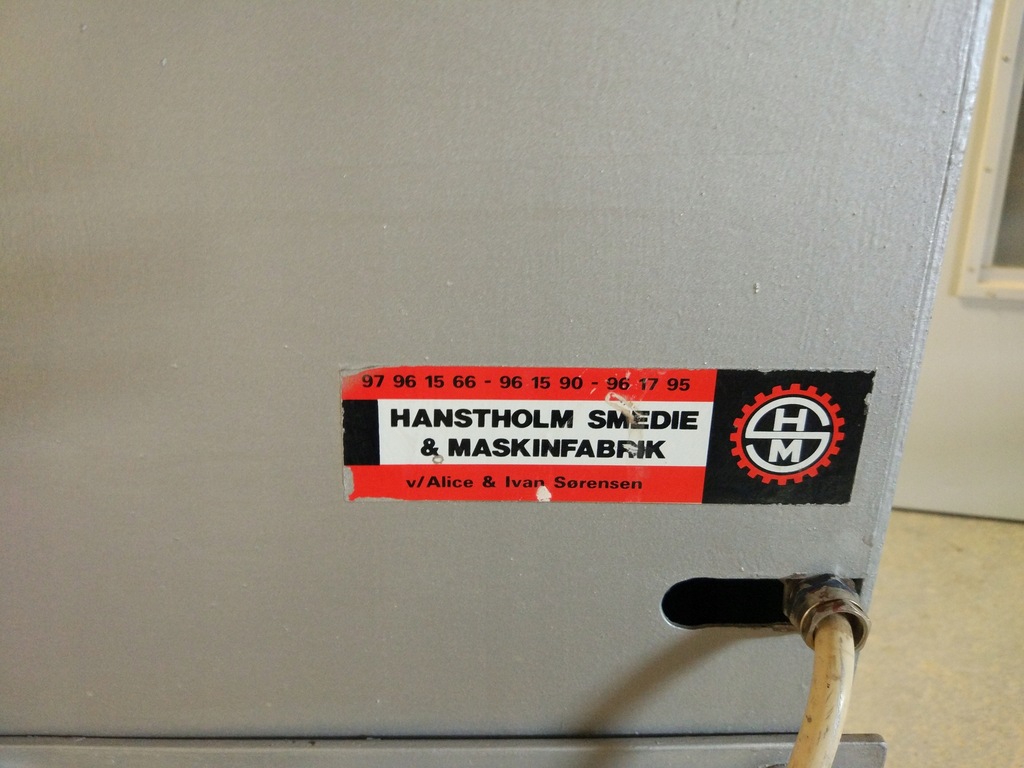 97 96 15 66 - 96 15 90 - 96 17 95
HANSTHOLM SMEDIE
& MASKINFABRIK
v/Alice & Ivan Sørensen
H
S
M